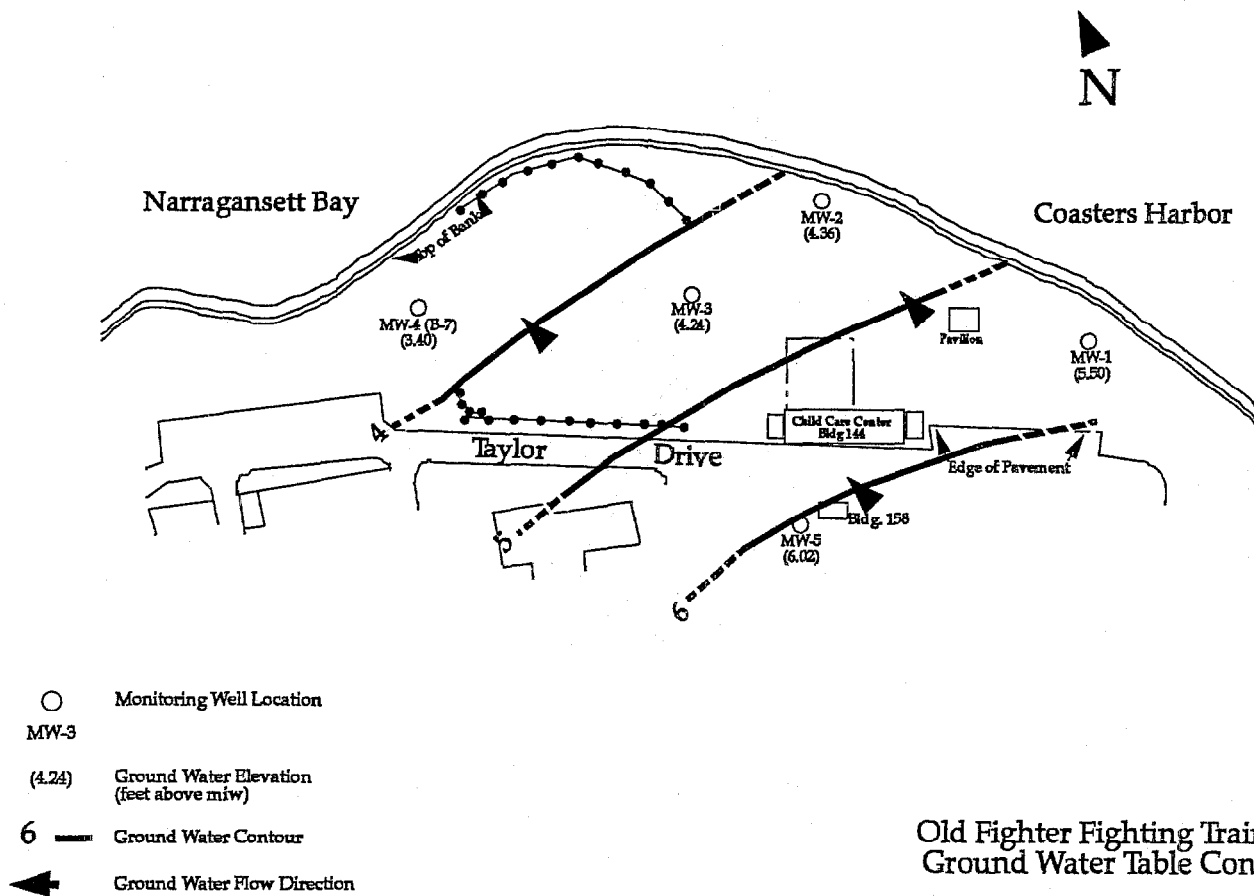 N
Narragansett Bay
Coasters Harbor
Top of Bank
MW-2
(4.36)
MW-4 (B-7)
(3.40)
MW-3
(4.24)
Pavilion
MW-1
(5.50)
4
Child Care Center
Bldg 144
Taylor Drive
Edge of Pavement
5
Bldg. 158
MW-5
(6.02)
6
Monitoring Well Location
MW-3
(4.24) Ground Water Elevation
(feet above mlw)
6 Ground Water Contour
Ground Water Flow Direction
Old Fighter Fighting Trai
Ground Water Table Con